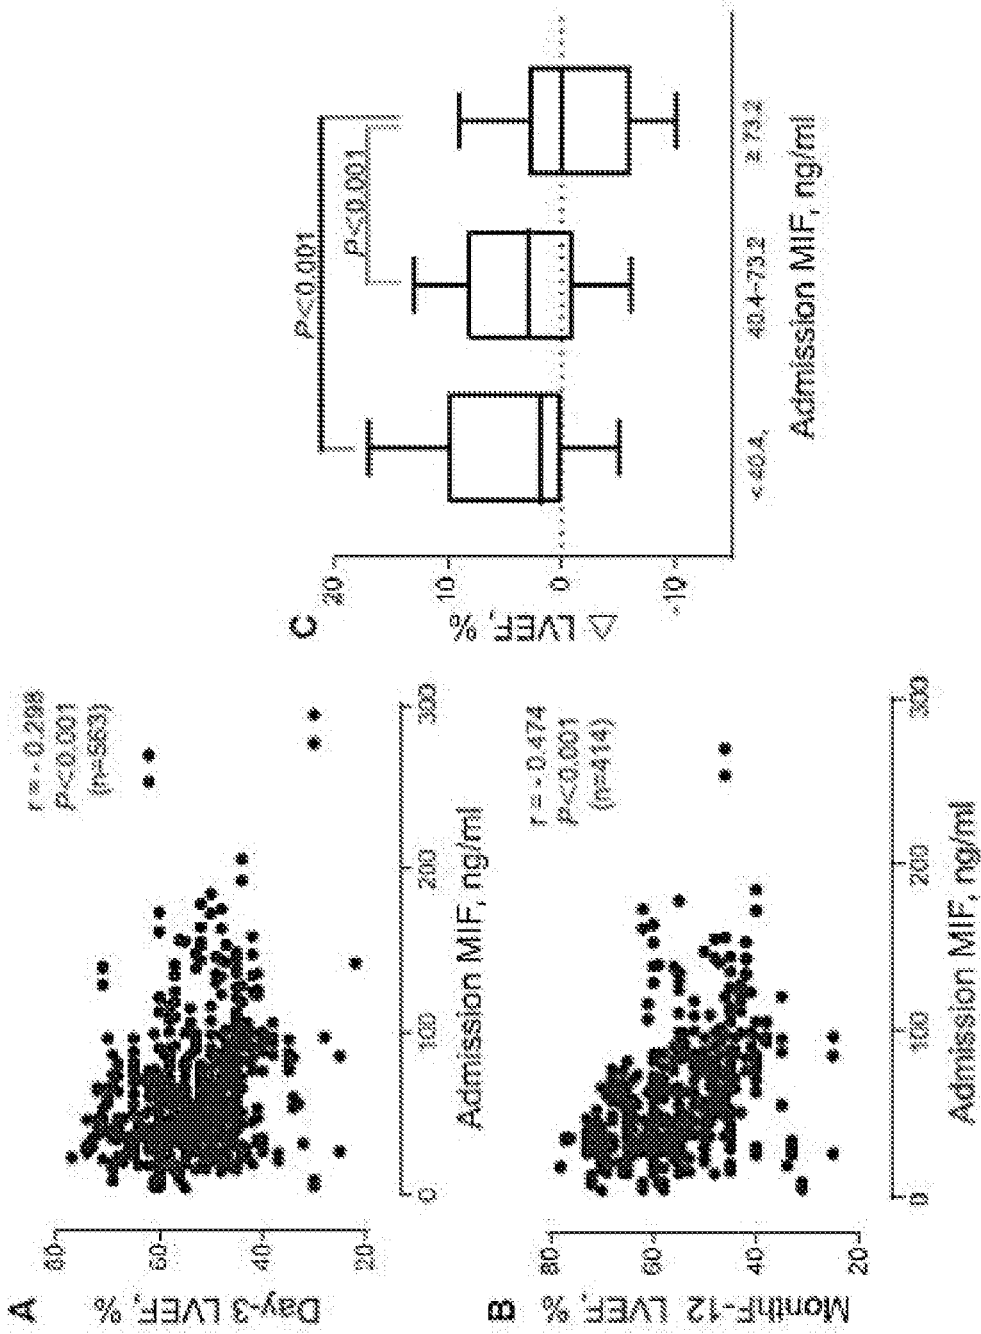 A
Day-3 LVEF, %
80
60
40
20
r = - 0.298
P<0.001
(n=563)
0 100 200 300
Admission MIF, ng/ml
B
MonthF-12 LVEF, %
80
60
40
20
r = - 0.474
P<0.001
(n=414)
0 100 200 300
Admission MIF, ng/ml
C
△ LVEF, %
20
10
0
-10
P<0.001
P<0.001
<40.4, 40.4-73.2 ≥ 73.2
Admission MIF, ng/ml